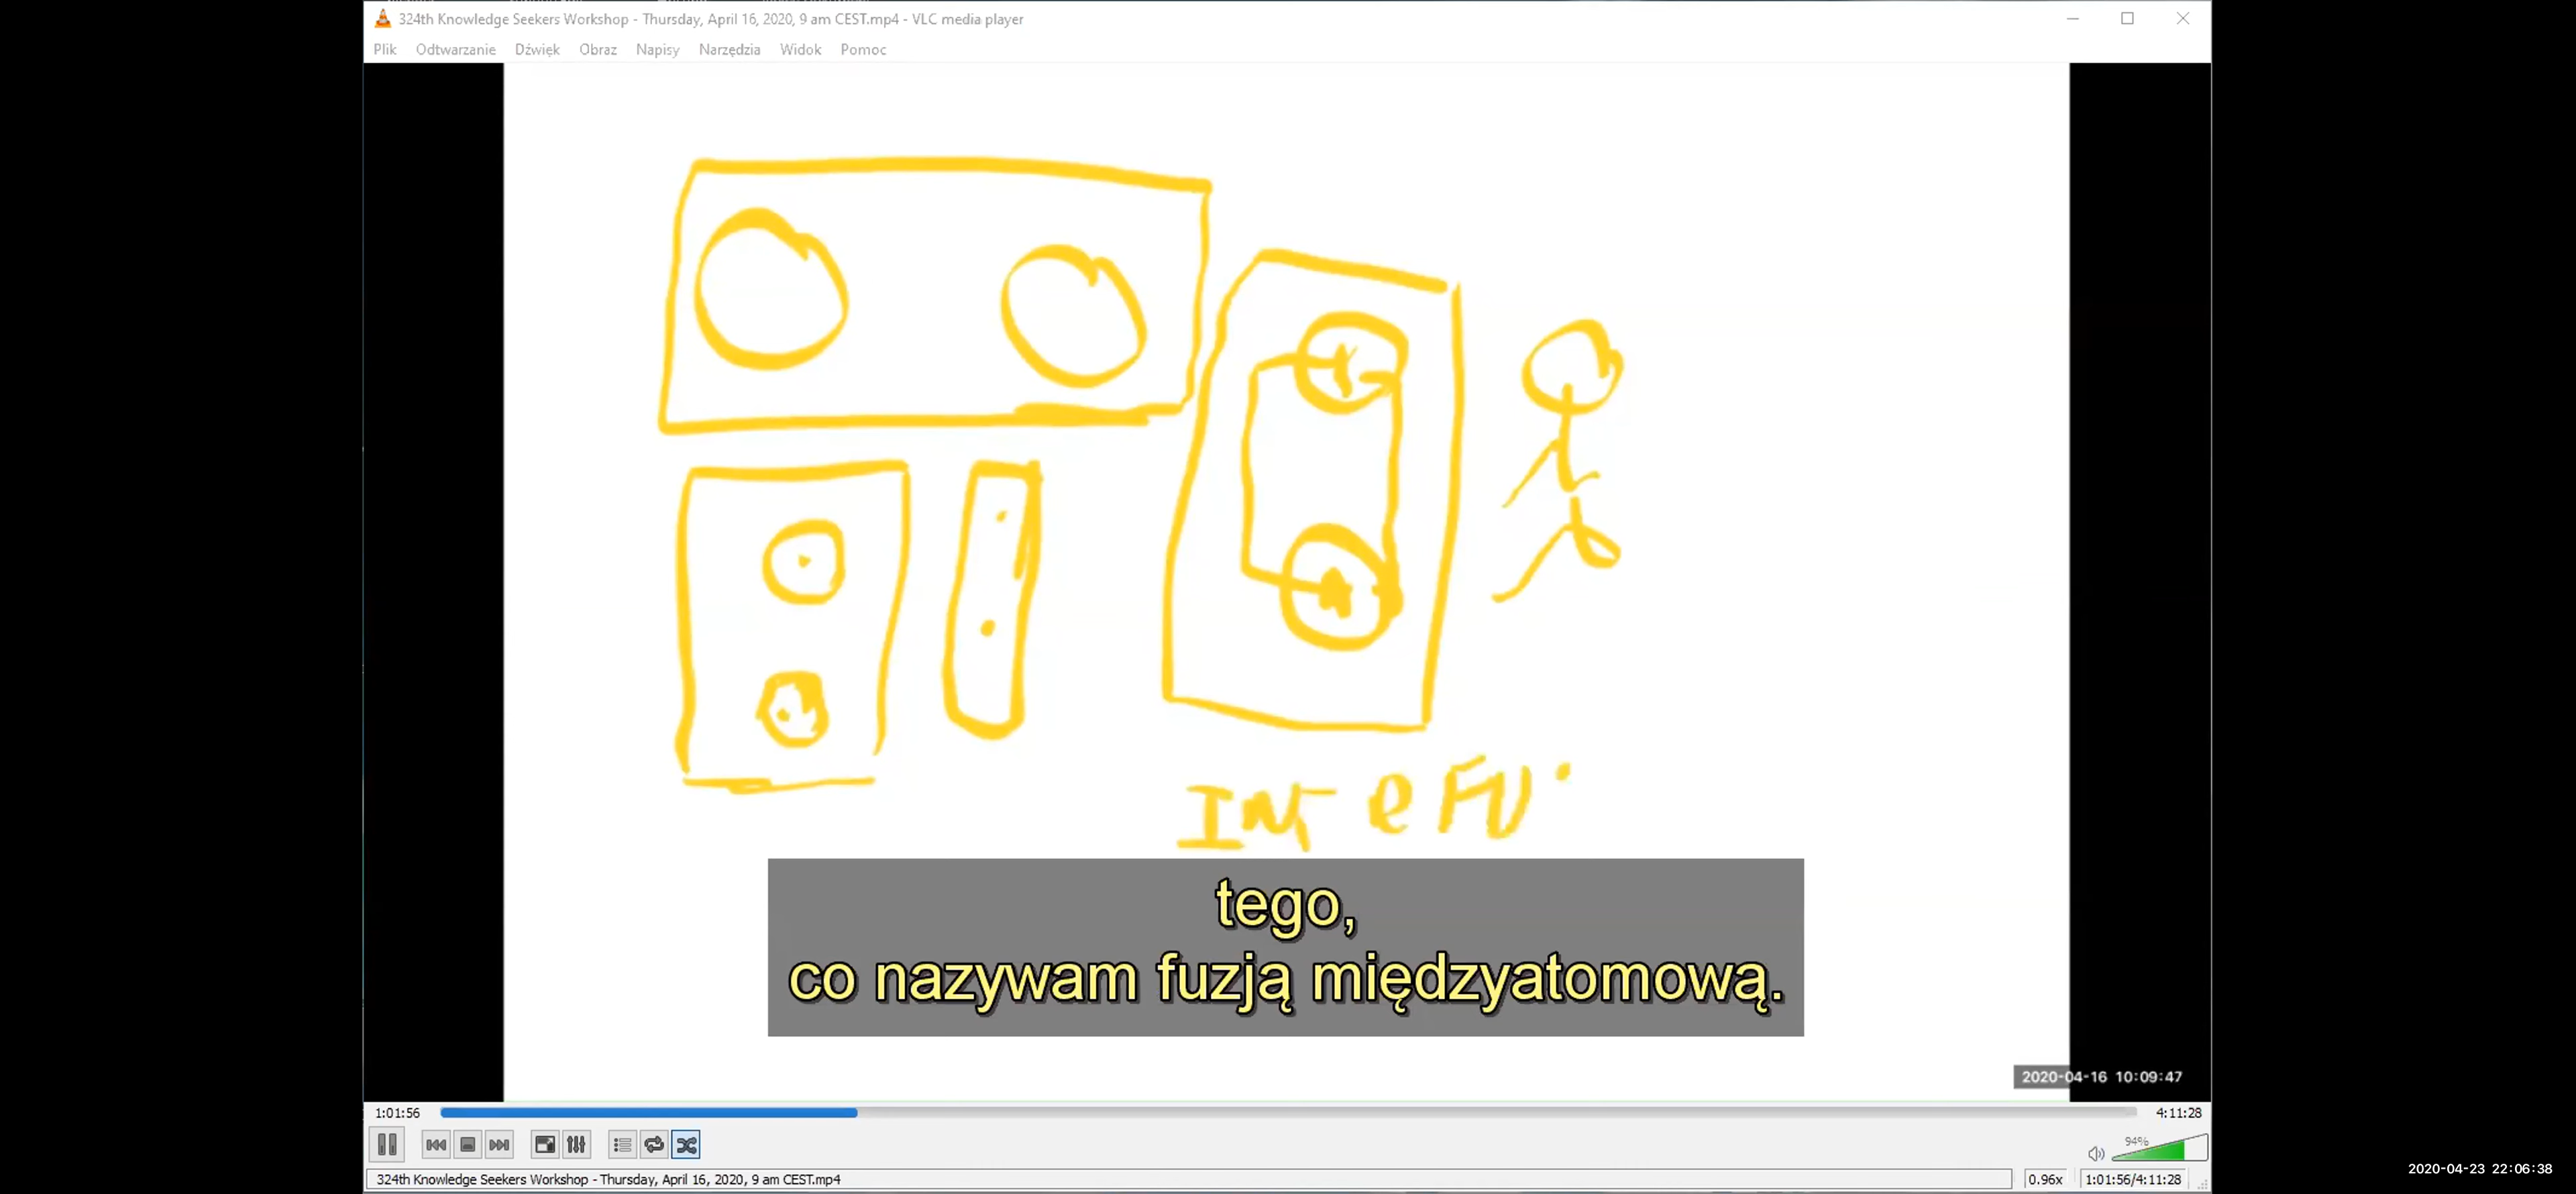 324th Knowledge Seekers Workshop - Thursday, April 16, 2020, 9 am CEST.mp4 - VLC media player
Plik Odtwarzanie Dźwięk Obraz Napisy Narzędzia Widok Pomoc
INT e FU
tego,
co nazywam fuzją międzyatomową.
2020-04-16 10:09:47
1:01:56 4:11:28
94%
324th Knowledge Seekers Workshop - Thursday, April 16, 2020, 9 am CEST.mp4 0.96x 1:01:56/4:11:28
2020-04-23 22:06:38